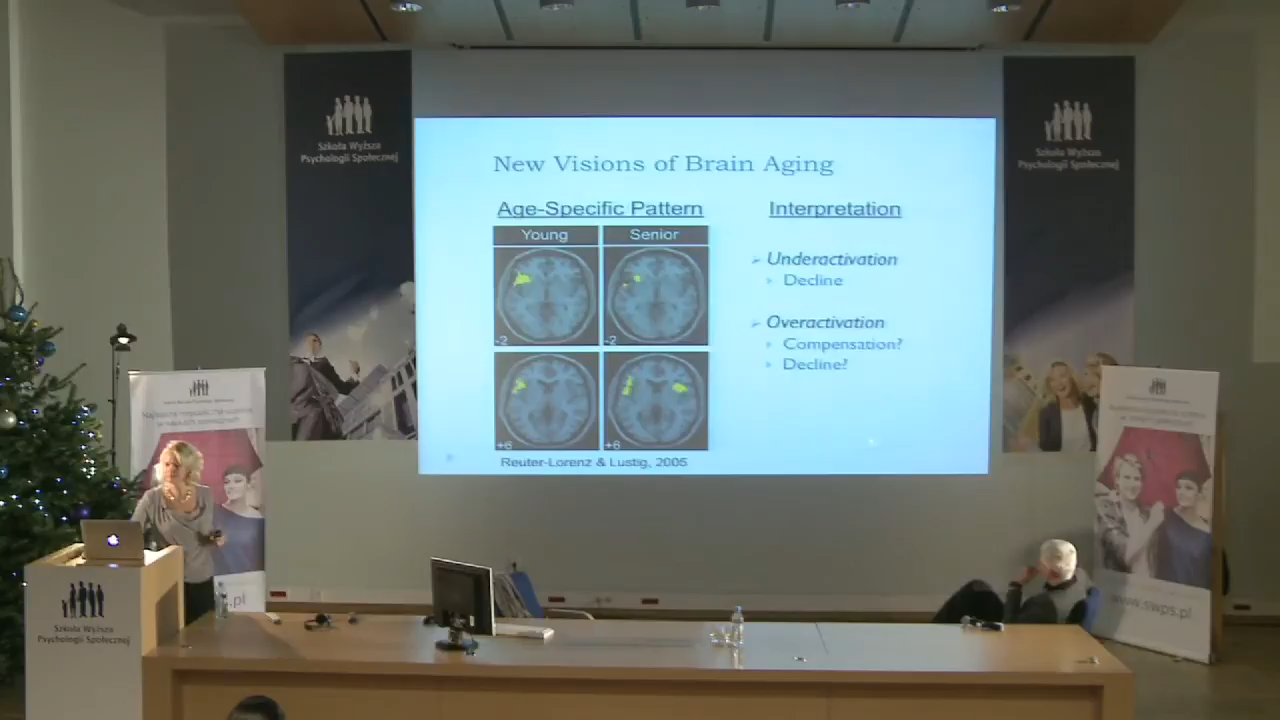 Szkoła Wyższa
Psychologii Społecznej
Szkoła Wyższa
Psychologii Społecznej
New Visions of Brain Aging
Age-Specific Pattern
Interpretation
Young
Senior
Underactivation
Decline
-2
-2
Overactivation
Compensation?
Decline?
+6
+6
Reuter-Lorenz & Lustig, 2005
.pl
www.swps.pl
Szkoła Wyższa
Psychologii Społecznej